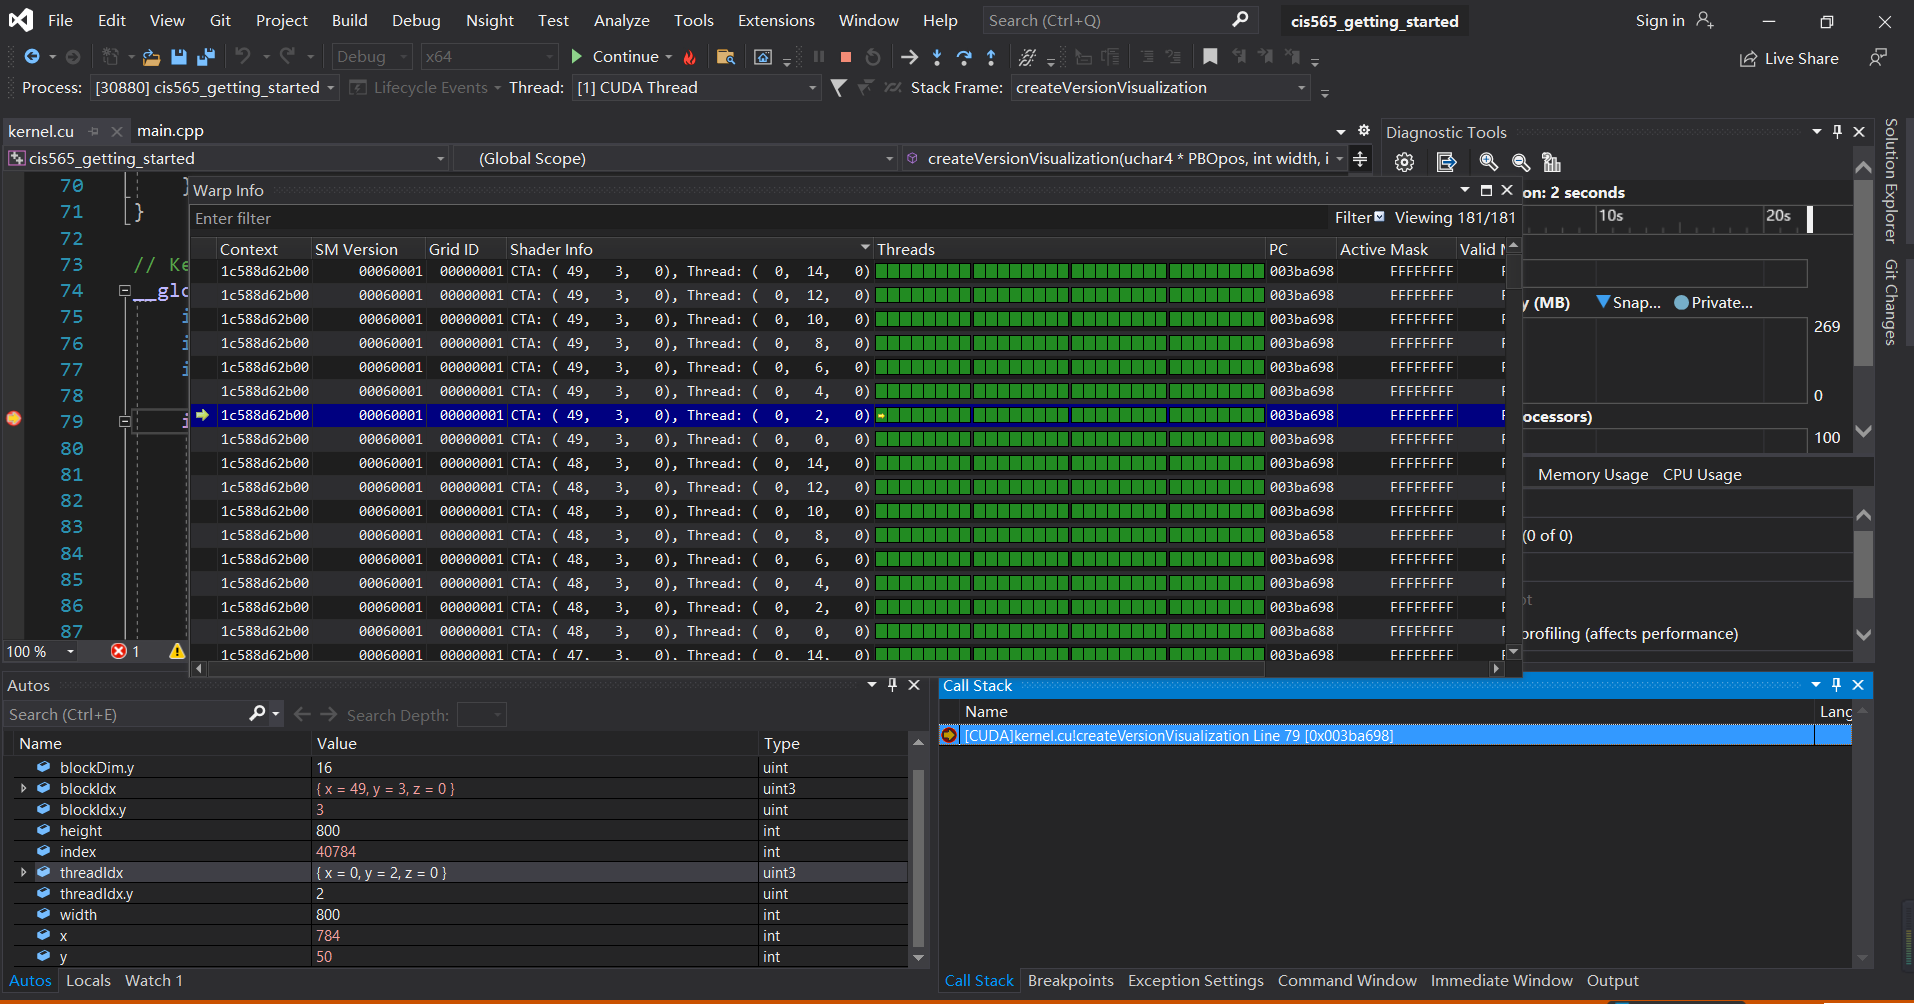 File Edit View Git Project Build Debug Nsight Test Analyze Tools Extensions Window Help Search (Ctrl+Q) cis565_getting_started Sign in
Debug x64 Continue Live Share
Process: [30880] cis565_getting_started Lifecycle Events Thread: [1] CUDA Thread Stack Frame: createVersionVisualization
kernel.cu main.cpp
cis565_getting_started (Global Scope) createVersionVisualization(uchar4 * PBOpos, int width, i
70 }
71 }
72
73 // Ke
74 __glo
75 i
76 i
77 i
78
79 i
80
81
82
83
84
85
86
87
100 % 1
Warp Info
Enter filter Filter Viewing 181/181
Context SM Version Grid ID Shader Info Threads PC Active Mask Valid M
1c588d62b00 00060001 00000001 CTA: ( 49, 3, 0), Thread: ( 0, 14, 0) 003ba698 FFFFFFFF F
1c588d62b00 00060001 00000001 CTA: ( 49, 3, 0), Thread: ( 0, 12, 0) 003ba698 FFFFFFFF F
1c588d62b00 00060001 00000001 CTA: ( 49, 3, 0), Thread: ( 0, 10, 0) 003ba698 FFFFFFFF F
1c588d62b00 00060001 00000001 CTA: ( 49, 3, 0), Thread: ( 0, 8, 0) 003ba698 FFFFFFFF F
1c588d62b00 00060001 00000001 CTA: ( 49, 3, 0), Thread: ( 0, 6, 0) 003ba698 FFFFFFFF F
1c588d62b00 00060001 00000001 CTA: ( 49, 3, 0), Thread: ( 0, 4, 0) 003ba698 FFFFFFFF F
1c588d62b00 00060001 00000001 CTA: ( 49, 3, 0), Thread: ( 0, 2, 0) 003ba698 FFFFFFFF F
1c588d62b00 00060001 00000001 CTA: ( 49, 3, 0), Thread: ( 0, 0, 0) 003ba698 FFFFFFFF F
1c588d62b00 00060001 00000001 CTA: ( 48, 3, 0), Thread: ( 0, 14, 0) 003ba698 FFFFFFFF F
1c588d62b00 00060001 00000001 CTA: ( 48, 3, 0), Thread: ( 0, 12, 0) 003ba698 FFFFFFFF F
1c588d62b00 00060001 00000001 CTA: ( 48, 3, 0), Thread: ( 0, 10, 0) 003ba698 FFFFFFFF F
1c588d62b00 00060001 00000001 CTA: ( 48, 3, 0), Thread: ( 0, 8, 0) 003ba658 FFFFFFFF F
1c588d62b00 00060001 00000001 CTA: ( 48, 3, 0), Thread: ( 0, 6, 0) 003ba698 FFFFFFFF F
1c588d62b00 00060001 00000001 CTA: ( 48, 3, 0), Thread: ( 0, 4, 0) 003ba698 FFFFFFFF F
1c588d62b00 00060001 00000001 CTA: ( 48, 3, 0), Thread: ( 0, 2, 0) 003ba698 FFFFFFFF F
1c588d62b00 00060001 00000001 CTA: ( 48, 3, 0), Thread: ( 0, 0, 0) 003ba688 FFFFFFFF F
1c588d62b00 00060001 00000001 CTA: ( 47, 3, 0), Thread: ( 0, 14, 0) 003ba698 FFFFFFFF F
Diagnostic Tools
on: 2 seconds
10s 20s
y (MB) Snap... Private...
269
0
ocessors)
100
Memory Usage CPU Usage
(0 of 0)
ot
profiling (affects performance)
Solution Explorer
Git Changes
Autos
Search (Ctrl+E) Search Depth:
Name Value Type
blockDim.y 16 uint
blockIdx { x = 49, y = 3, z = 0 } uint3
blockIdx.y 3 uint
height 800 int
index 40784 int
threadIdx { x = 0, y = 2, z = 0 } uint3
threadIdx.y 2 uint
width 800 int
x 784 int
y 50 int
Autos Locals Watch 1
Call Stack
Name Lang
[CUDA]kernel.cu!createVersionVisualization Line 79 [0x003ba698]
Call Stack Breakpoints Exception Settings Command Window Immediate Window Output